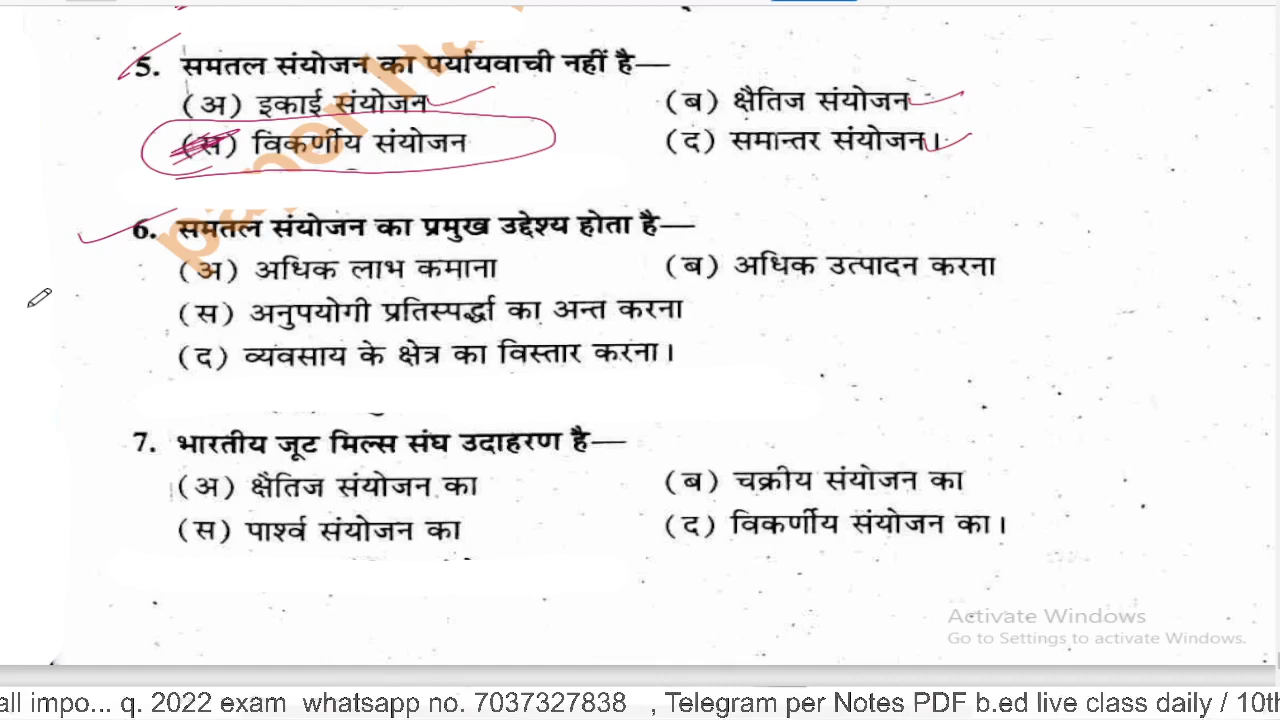 5. समतल संयोजन का पर्यायवाची नहीं है—
(अ) इकाई संयोजन (ब) क्षैतिज संयोजन
(स) विकर्णीय संयोजन (द) समान्तर संयोजन।
6. समतल संयोजन का प्रमुख उद्देश्य होता है—
(अ) अधिक लाभ कमाना (ब) अधिक उत्पादन करना
(स) अनुपयोगी प्रतिस्पर्द्धा का अन्त करना
(द) व्यवसाय के क्षेत्र का विस्तार करना।
7. भारतीय जूट मिल्स संघ उदाहरण है—
(अ) क्षैतिज संयोजन का (ब) चक्रीय संयोजन का
(स) पार्श्व संयोजन का (द) विकर्णीय संयोजन का।
Activate Windows
Go to Settings to activate Windows.
all impo... q. 2022 exam whatsapp no. 7037327838 , Telegram per Notes PDF b.ed live class daily / 10th